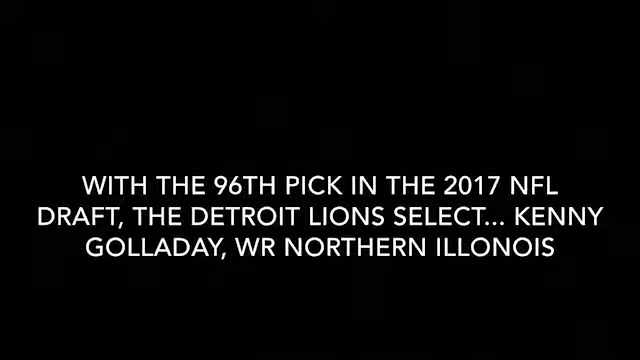 WITH THE 96TH PICK IN THE 2017 NFL
DRAFT, THE DETROIT LIONS SELECT... KENNY
GOLLADAY, WR NORTHERN ILLONOIS